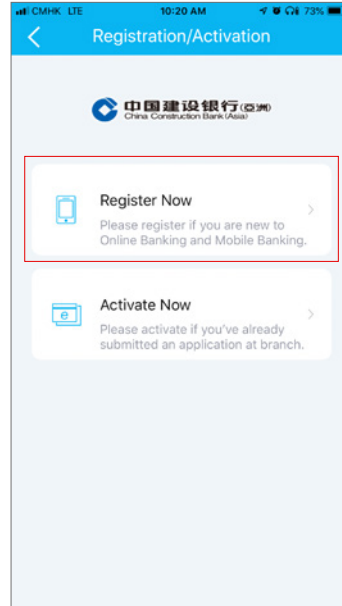 CMHK LTE 10:20 AM 73%
Registration/Activation
中国建设银行(亞洲)
China Construction Bank (Asia)
Register Now
Please register if you are new to
Online Banking and Mobile Banking.
e
Activate Now
Please activate if you've already
submitted an application at branch.